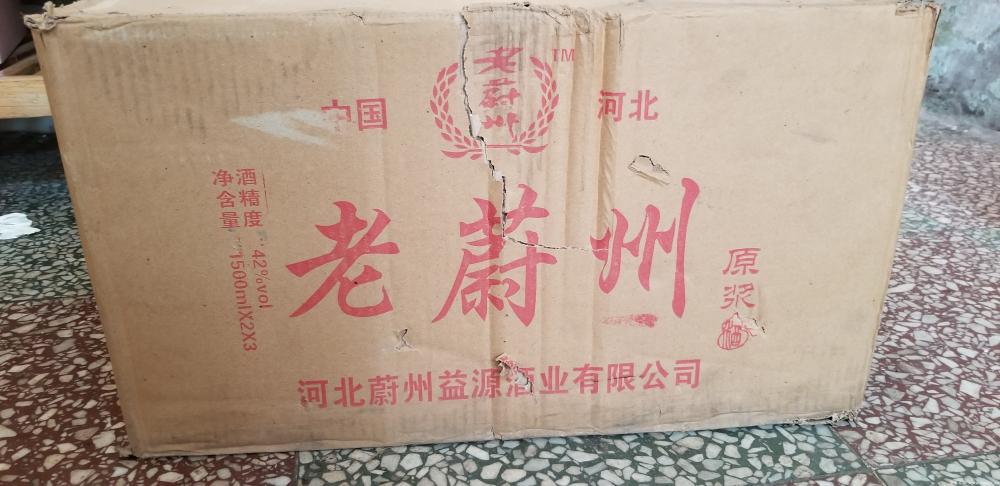 老蔚州
TM
中国
河北
酒精度：42%vol
净含量：1500mlX2X3
老蔚州
原浆
酒
河北蔚州益源酒业有限公司